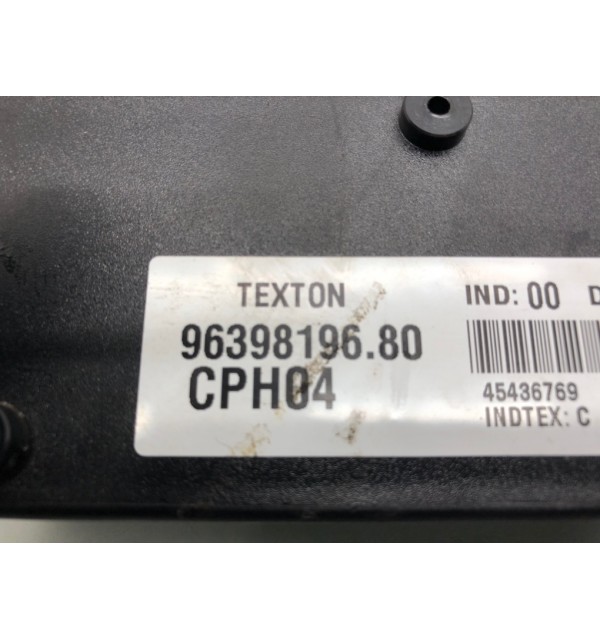 TEXTON
96398196.80
CPH04
IND: 00 D
45436769
INDTEX: C